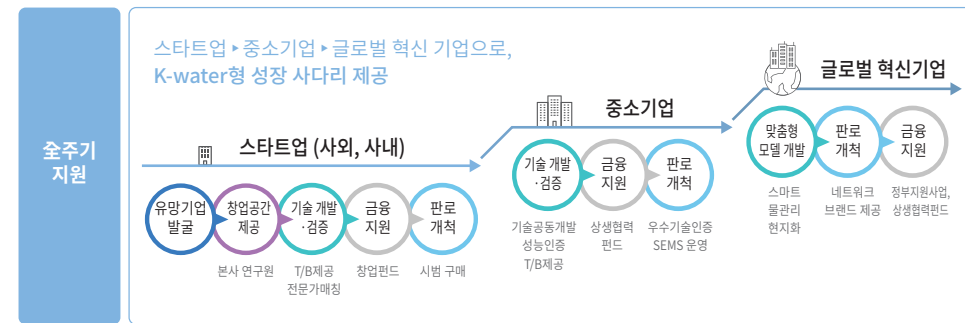 全주기
지원
스타트업 ▸ 중소기업 ▸ 글로벌 혁신 기업으로,
K-water형 성장 사다리 제공
스타트업 (사외, 사내)
유망기업
발굴
창업공간
제공
본사 연구원
기술 개발
·검증
T/B제공
전문가매칭
금융
지원
창업펀드
판로
개척
시범 구매
중소기업
기술 개발
·검증
기술공동개발
성능인증
T/B제공
금융
지원
상생협력
펀드
판로
개척
우수기술인증
SEMS 운영
글로벌 혁신기업
맞춤형
모델 개발
스마트
물관리
현지화
판로
개척
네트워크
브랜드 제공
금융
지원
정부지원사업,
상생협력펀드